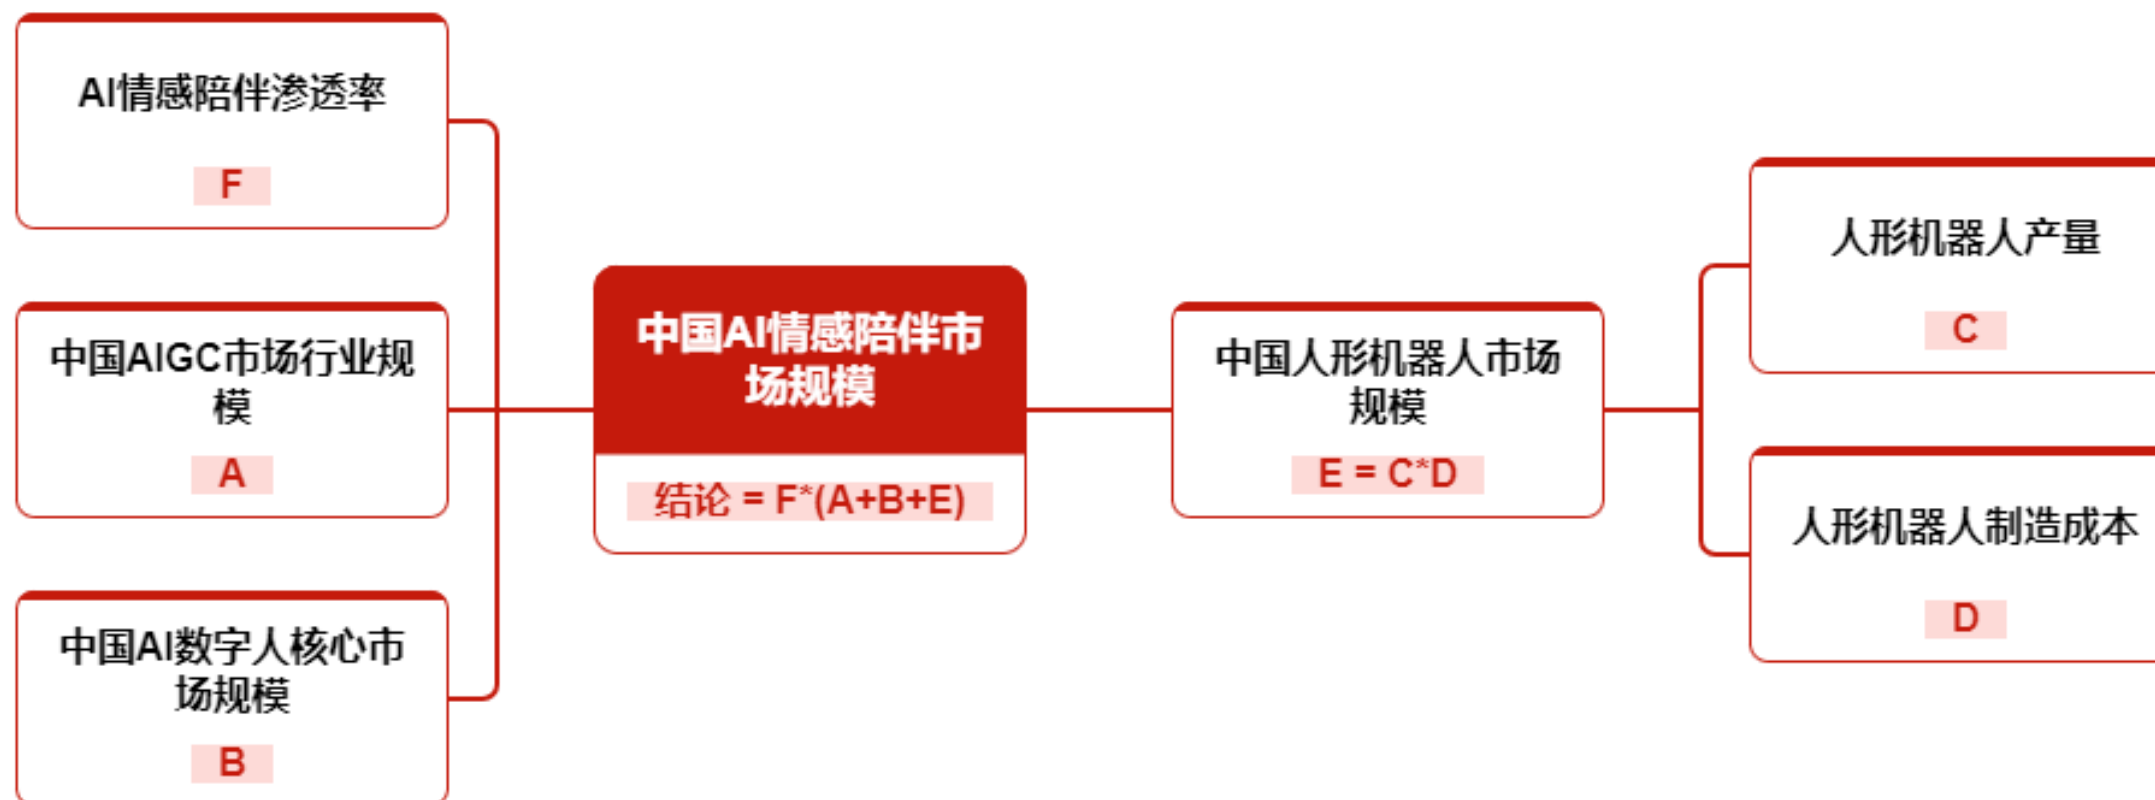 AI情感陪伴渗透率
F
中国AIGC市场行业规
模
A
中国AI数字人核心市
场规模
B
中国AI情感陪伴市
场规模
结论 = F*(A+B+E)
中国人形机器人市场
规模
E = C*D
人形机器人产量
C
人形机器人制造成本
D